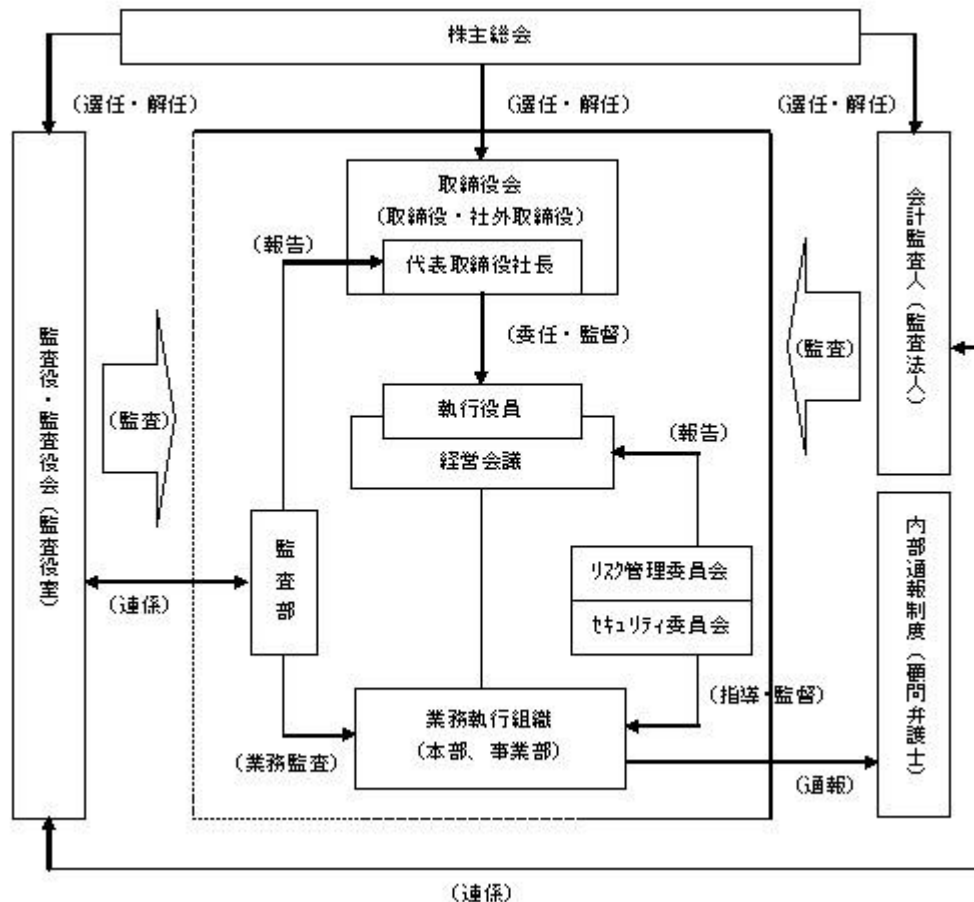 株主総会
(選任・解任)
(選任・解任)
(選任・解任)
取締役会
(取締役・社外取締役)
代表取締役社長
(報告)
(委任・監督)
執行役員
経営会議
(報告)
監査役・監査役会(監査役室)
(監査)
(監査)
会計監査人(監査法人)
監査部
(連係)
リスク管理委員会
セキュリティ委員会
(指導・監督)
業務執行組織
(本部、事業部)
(業務監査)
(通報)
内部通報制度(顧問弁護士)
(連係)